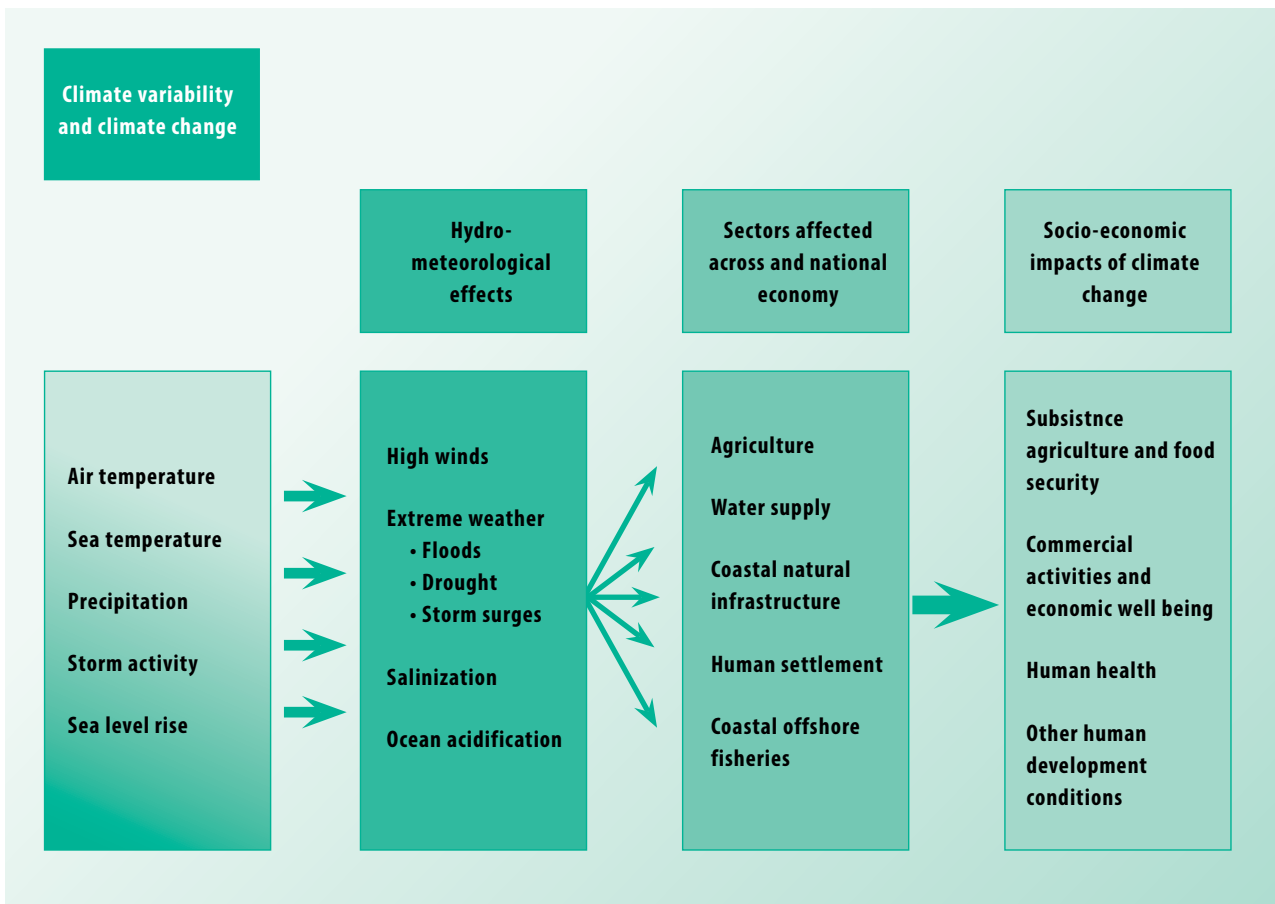 Climate variability
and climate change
Hydro-
meteorological
effects
Sectors affected
across and national
economy
Socio-economic
impacts of climate
change
Air temperature
Sea temperature
Precipitation
Storm activity
Sea level rise
High winds
Extreme weather
• Floods
• Drought
• Storm surges
Salinization
Ocean acidification
Agriculture
Water supply
Coastal natural
infrastructure
Human settlement
Coastal offshore
fisheries
Subsistnce
agriculture and food
security
Commercial
activities and
economic well being
Human health
Other human
development
conditions